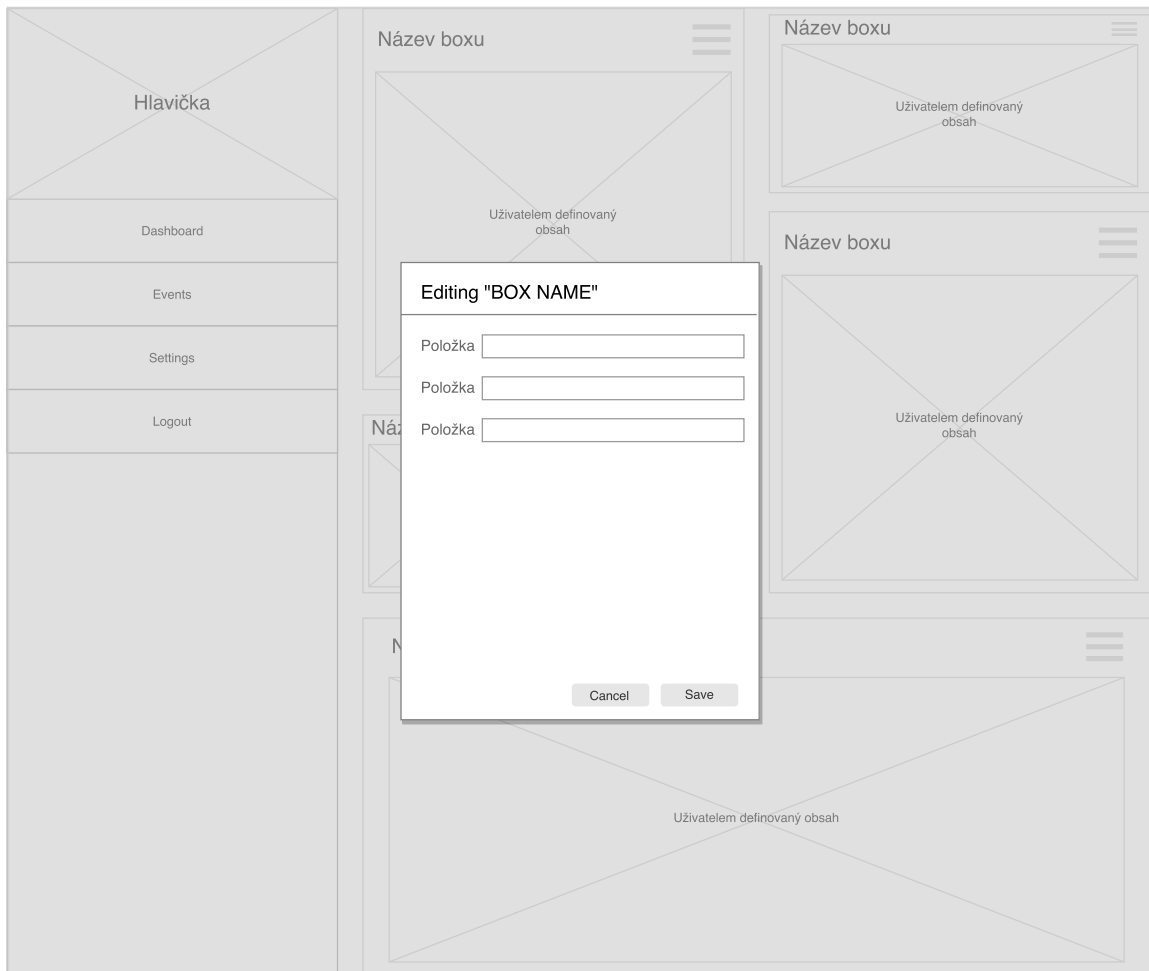 Hlavička
Dashboard
Events
Settings
Logout
Název boxu
Uživatelem definovaný
obsah
Název boxu
Uživatelem definovaný
obsah
Název boxu
Uživatelem definovaný
obsah
Editing "BOX NAME"
Položka
Položka
Položka
Cancel
Save
Uživatelem definovaný obsah